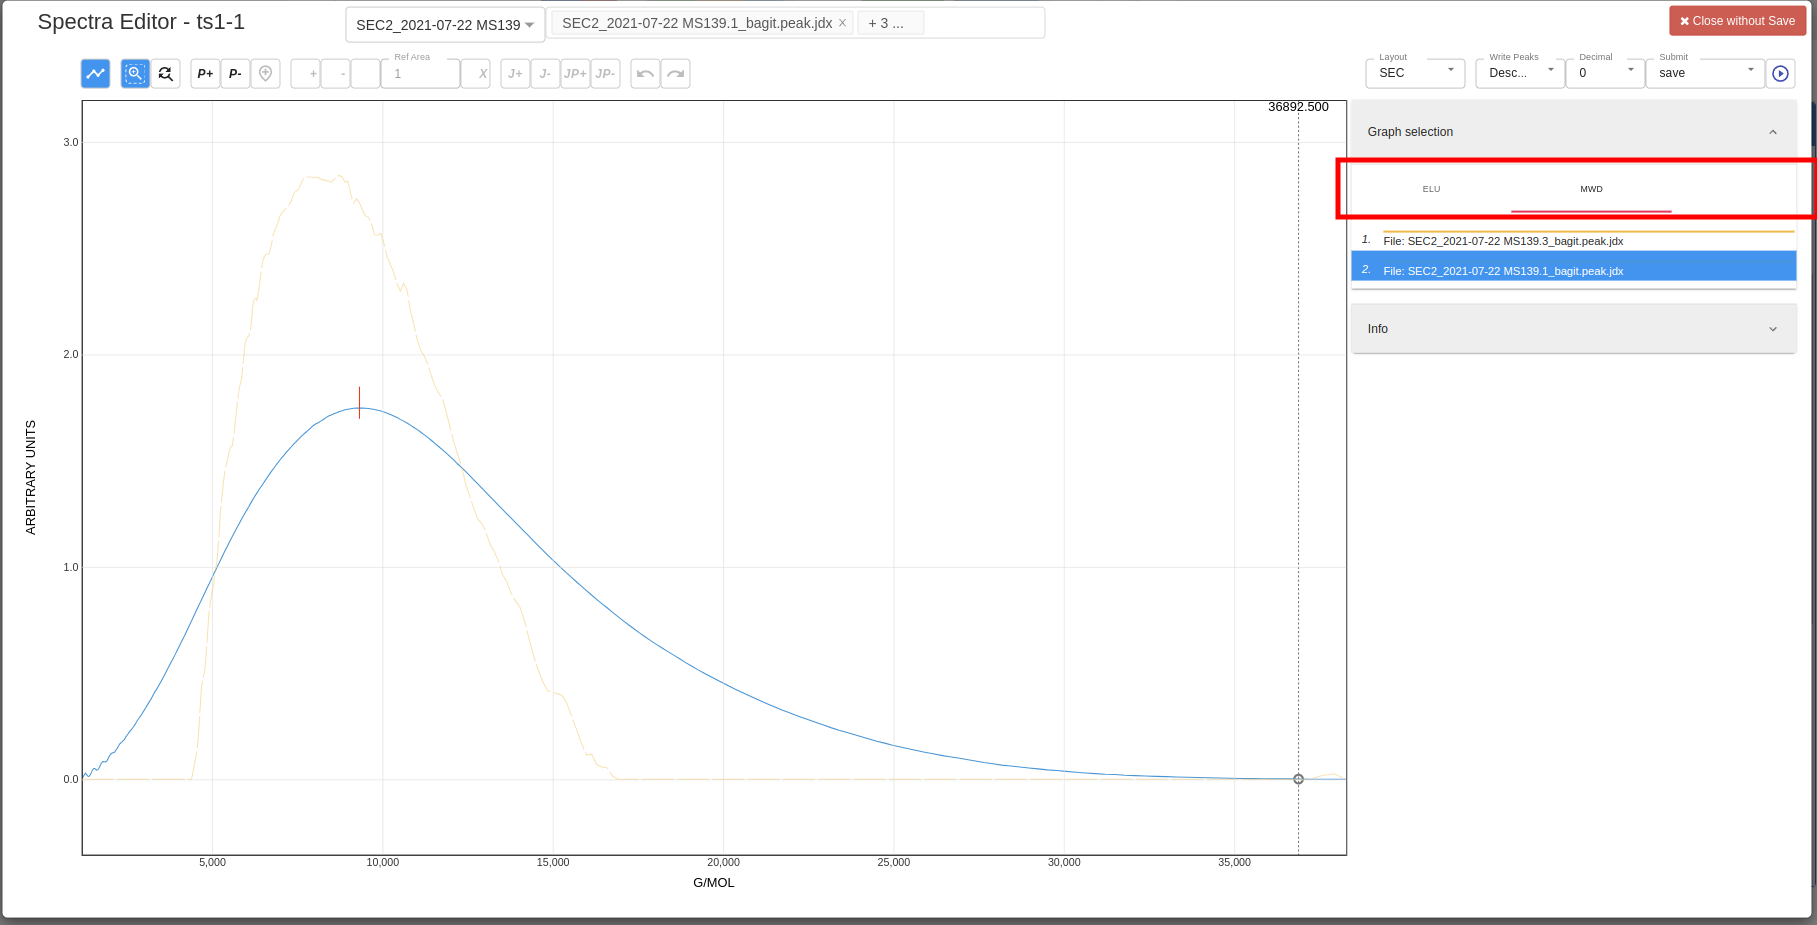 Spectra Editor - ts1-1
SEC2_2021-07-22 MS139
SEC2_2021-07-22 MS139.1_bagit.peak.jdx x
+ 3 ...
Close without Save
P+ P-
+ -
Ref Area
1
X
J+ J- JP+ JP-
Layout
SEC
Write Peaks
Desc...
Decimal
0
Submit
save
36892.500
3.0
2.0
1.0
0.0
ARBITRARY UNITS
5,000 10,000 15,000 20,000 25,000 30,000 35,000
G/MOL
Graph selection
ELU MWD
1. File: SEC2_2021-07-22 MS139.3_bagit.peak.jdx
2. File: SEC2_2021-07-22 MS139.1_bagit.peak.jdx
Info